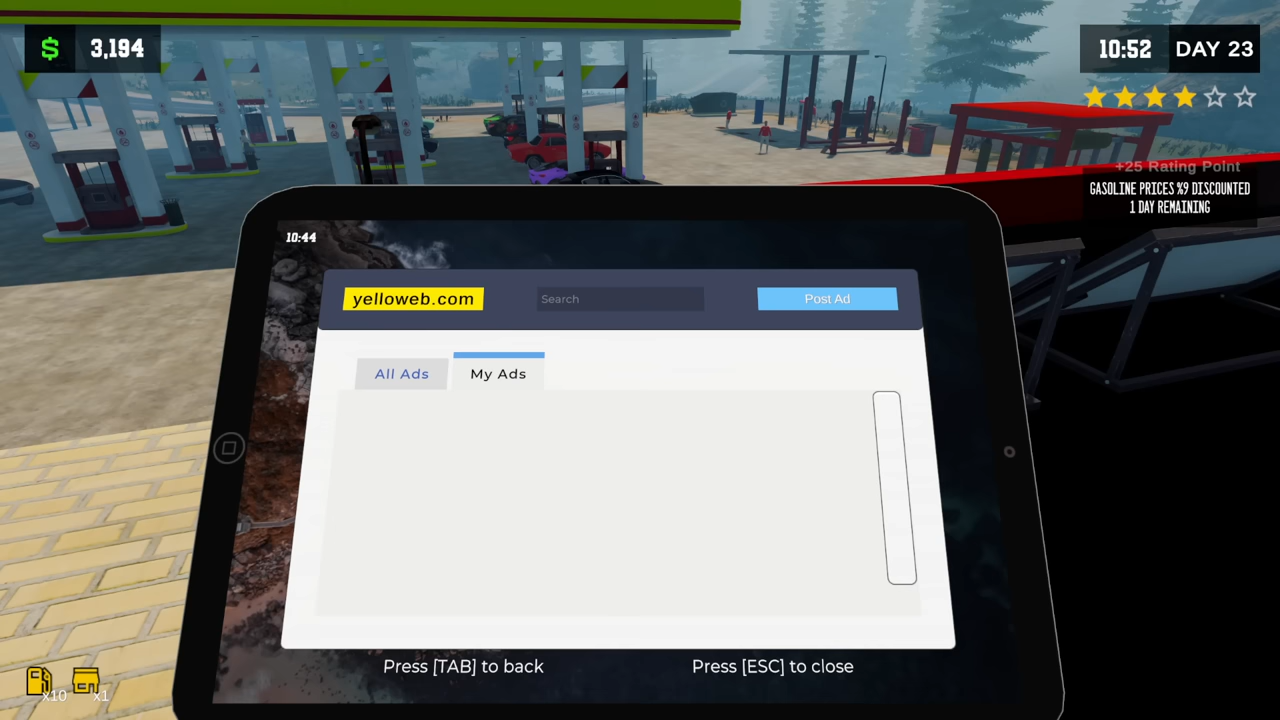 $ 3,194
10:52 DAY 23
+25 Rating Point
GASOLINE PRICES %9 DISCOUNTED
1 DAY REMAINING
10:44
yelloweb.com
Search
Post Ad
All Ads
My Ads
Press [TAB] to back
Press [ESC] to close
x10
x1